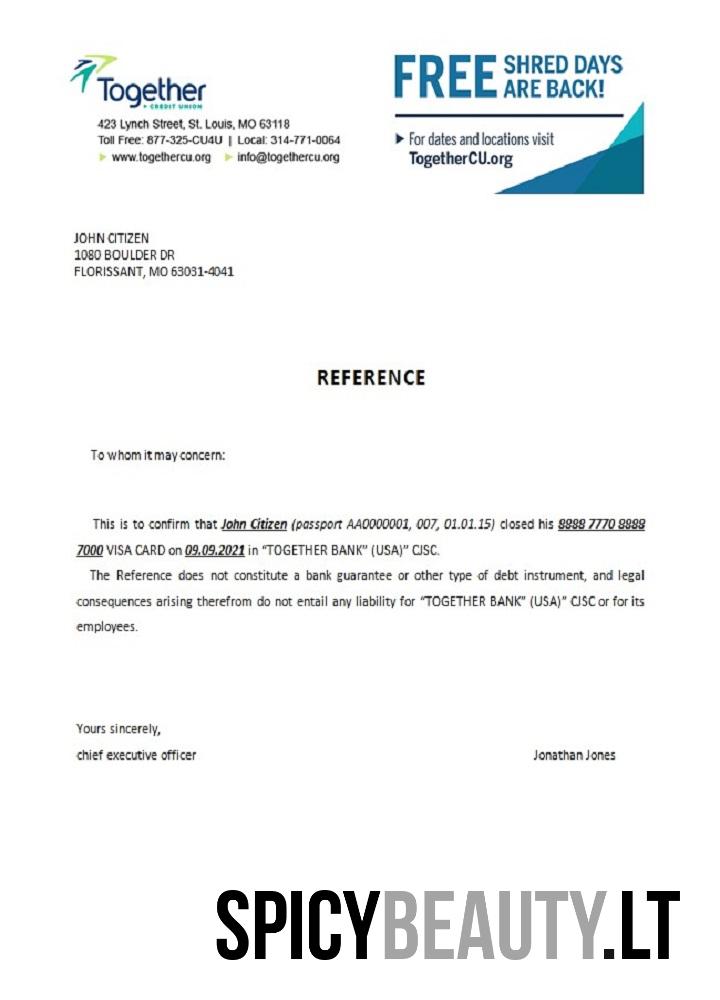 Together
CREDIT UNION
423 Lynch Street, St. Louis, MO 63118
Toll Free: 877-325-CU4U | Local: 314-771-0064
www.togethercu.org info@togethercu.org
FREE SHRED DAYS
ARE BACK!
For dates and locations visit
TogetherCU.org
JOHN CITIZEN
1080 BOULDER DR
FLORISSANT, MO 63031-4041
REFERENCE
To whom it may concern:
This is to confirm that John Citizen (passport AA0000001, 007, 01.01.15) closed his 8888 7770 8888
7000 VISA CARD on 09.09.2021 in “TOGETHER BANK” (USA)” CJSC.
The Reference does not constitute a bank guarantee or other type of debt instrument, and legal
consequences arising therefrom do not entail any liability for “TOGETHER BANK” (USA)” CJSC or for its
employees.
Yours sincerely,
chief executive officer Jonathan Jones
SPICYBEAUTY.LT